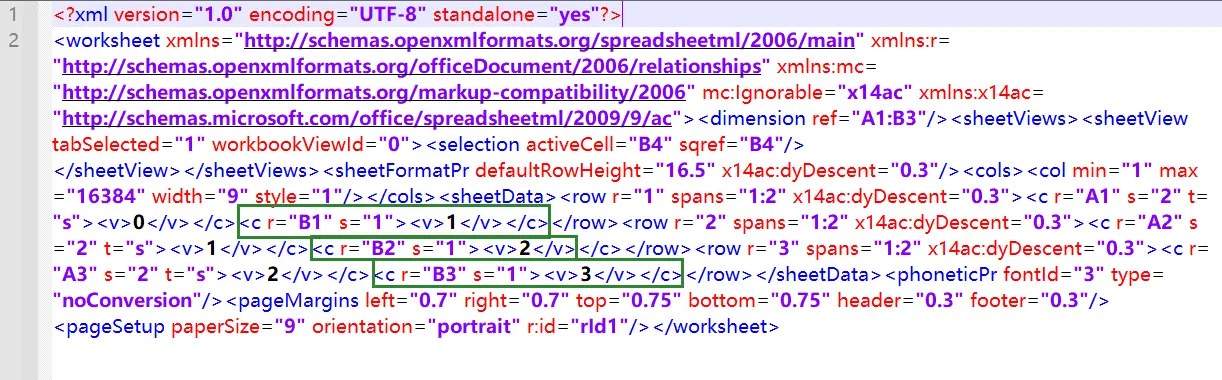 1 <?xml version="1.0" encoding="UTF-8" standalone="yes"?>
2 <worksheet xmlns="http://schemas.openxmlformats.org/spreadsheetml/2006/main" xmlns:r=
"http://schemas.openxmlformats.org/officeDocument/2006/relationships" xmlns:mc=
"http://schemas.openxmlformats.org/markup-compatibility/2006" mc:Ignorable="x14ac" xmlns:x14ac=
"http://schemas.microsoft.com/office/spreadsheetml/2009/9/ac"><dimension ref="A1:B3"/><sheetViews><sheetView
tabSelected="1" workbookViewId="0"><selection activeCell="B4" sqref="B4"/>
</sheetView></sheetViews><sheetFormatPr defaultRowHeight="16.5" x14ac:dyDescent="0.3"/><cols><col min="1" max
="16384" width="9" style="1"/></cols><sheetData><row r="1" spans="1:2" x14ac:dyDescent="0.3"><c r="A1" s="2" t=
"s"><v>0</v></c><c r="B1" s="1"><v>1</v></c></row><row r="2" spans="1:2" x14ac:dyDescent="0.3"><c r="A2" s
="2" t="s"><v>1</v></c><c r="B2" s="1"><v>2</v></c></row><row r="3" spans="1:2" x14ac:dyDescent="0.3"><c r=
"A3" s="2" t="s"><v>2</v></c><c r="B3" s="1"><v>3</v></c></row></sheetData><phoneticPr fontId="3" type=
"noConversion"/><pageMargins left="0.7" right="0.7" top="0.75" bottom="0.75" header="0.3" footer="0.3"/>
<pageSetup paperSize="9" orientation="portrait" r:id="rId1"/></worksheet>